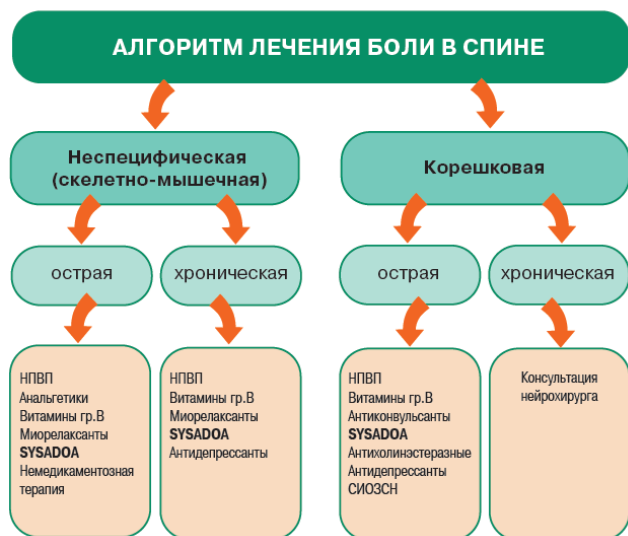 АЛГОРИТМ ЛЕЧЕНИЯ БОЛИ В СПИНЕ
Неспецифическая
(скелетно-мышечная)
Корешковая
острая
хроническая
острая
хроническая
НПВП
Анальгетики
Витамины гр.В
Миорелаксанты
SYSADOA
Немедикаментозная
терапия
НПВП
Витамины гр.В
Миорелаксанты
SYSADOA
Антидепрессанты
НПВП
Витамины гр.В
Антиконвульсанты
SYSADOA
Антихолинэстеразные
Антидепрессанты
СИОЗСН
Консультация
нейрохирурга